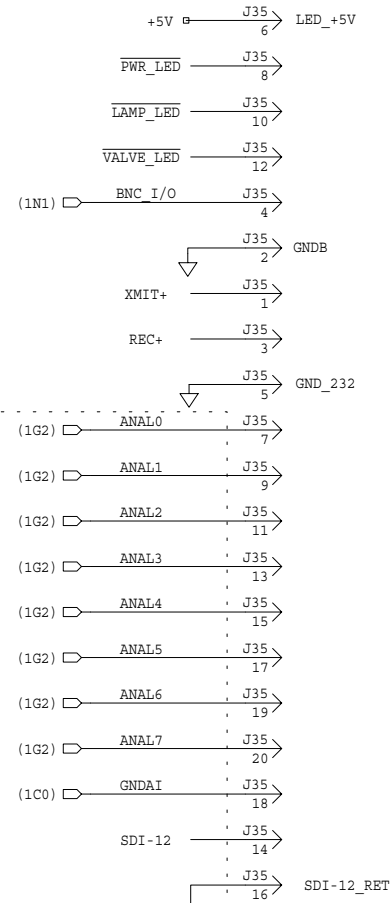 +5V J35 6 LED_+5V
PWR_LED J35 8
LAMP_LED J35 10
VALVE_LED J35 12
(1N1) BNC_I/O J35 4
J35 2 GNDB
XMIT+ J35 1
REC+ J35 3
J35 5 GND_232
(1G2) ANAL0 J35 7
(1G2) ANAL1 J35 9
(1G2) ANAL2 J35 11
(1G2) ANAL3 J35 13
(1G2) ANAL4 J35 15
(1G2) ANAL5 J35 17
(1G2) ANAL6 J35 19
(1G2) ANAL7 J35 20
(1C0) GNDAI J35 18
SDI-12 J35 14
J35 16 SDI-12_RET